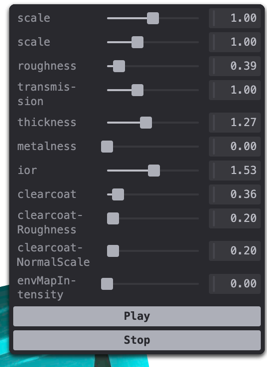 scale 1.00
scale 1.00
roughness 0.39
transmis-
sion 1.00
thickness 1.27
metalness 0.00
ior 1.53
clearcoat 0.36
clearcoat-
Roughness 0.20
clearcoat-
NormalScale 0.20
envMapIn-
tensity 0.00
Play
Stop